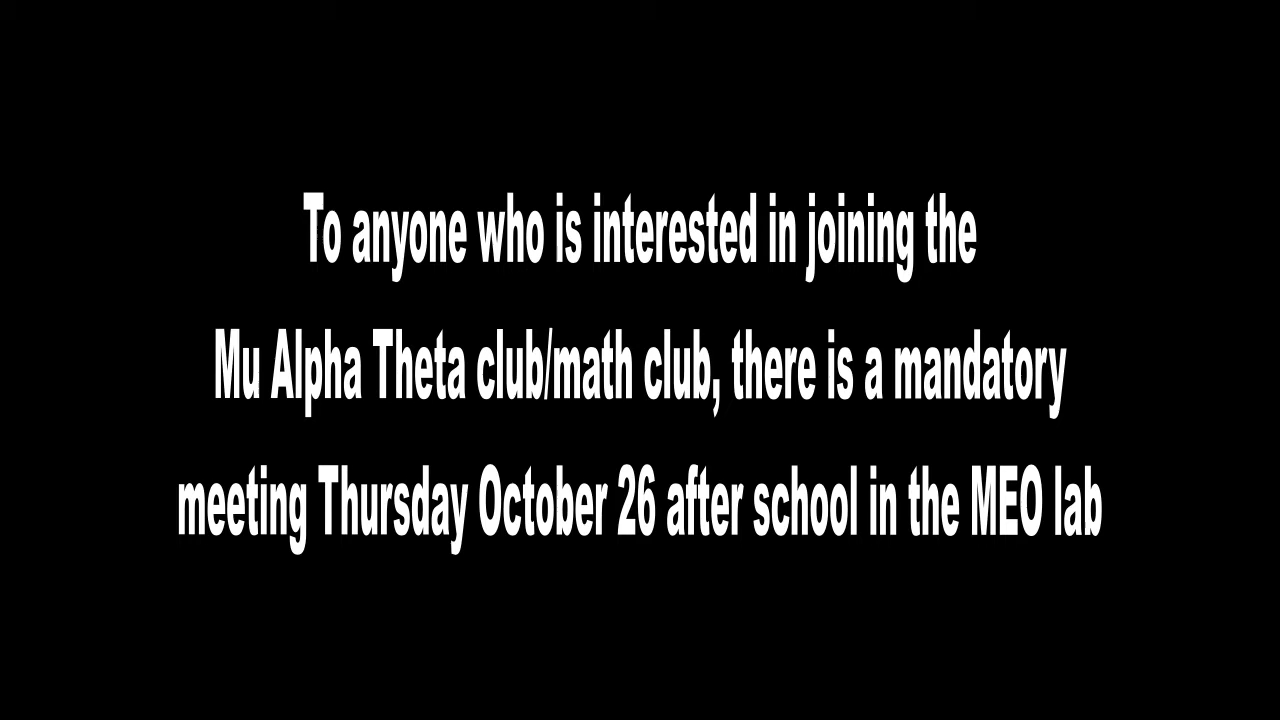 To anyone who is interested in joining the
Mu Alpha Theta club/math club, there is a mandatory
meeting Thursday October 26 after school in the MEO lab